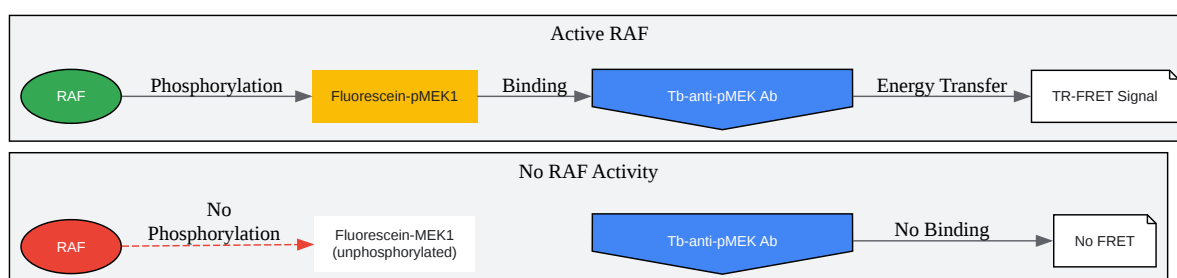 Active RAF
RAF
Phosphorylation
Fluorescein-pMEK1
Binding
Tb-anti-pMEK Ab
Energy Transfer
TR-FRET Signal
No RAF Activity
RAF
No
Phosphorylation
Fluorescein-MEK1
(unphosphorylated)
Tb-anti-pMEK Ab
No Binding
No FRET